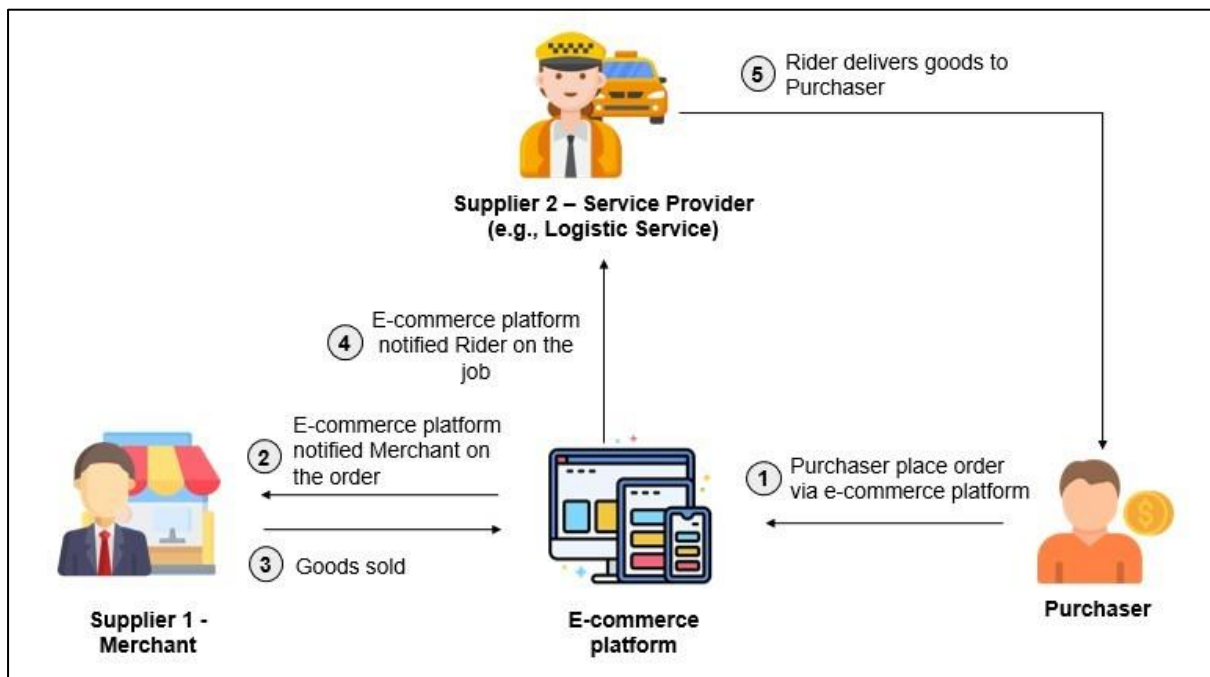 5 Rider delivers goods to
Purchaser
Supplier 2 – Service Provider
(e.g., Logistic Service)
4 E-commerce platform
notified Rider on the
job
2 E-commerce platform
notified Merchant on
the order
1 Purchaser place order
via e-commerce platform
3 Goods sold
$
Supplier 1 -
Merchant
E-commerce
platform
Purchaser